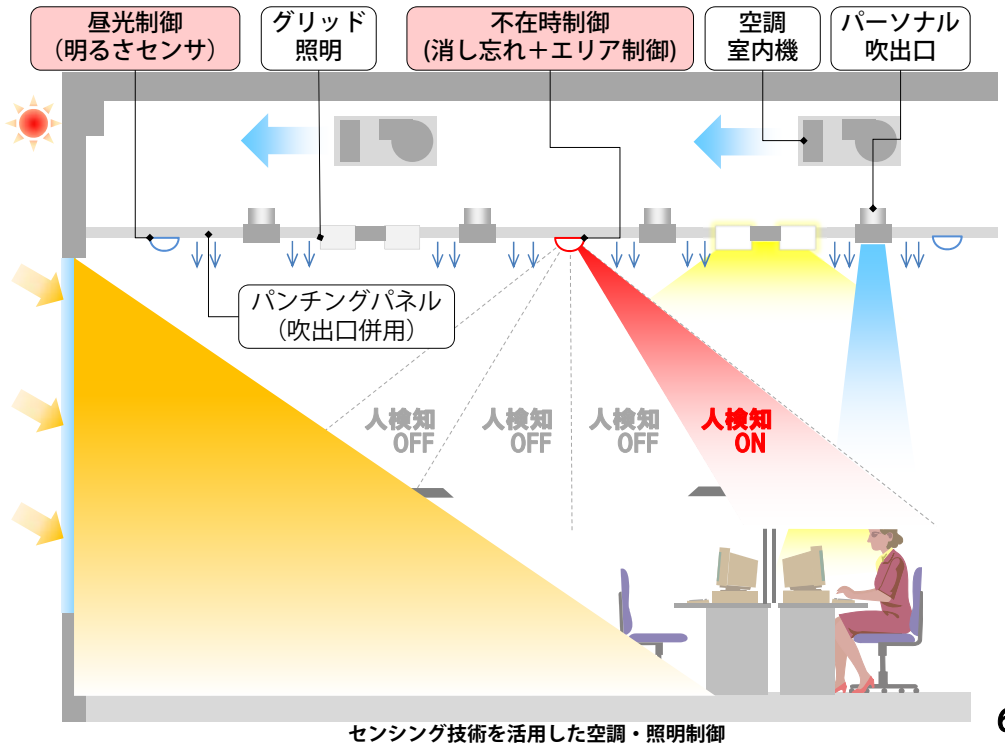 昼光制御
（明るさセンサ）
グリッド
照明
不在時制御
(消し忘れ＋エリア制御)
空調
室内機
パーソナル
吹出口
パンチングパネル
（吹出口併用）
人検知
OFF
人検知
OFF
人検知
OFF
人検知
ON
センシング技術を活用した空調・照明制御